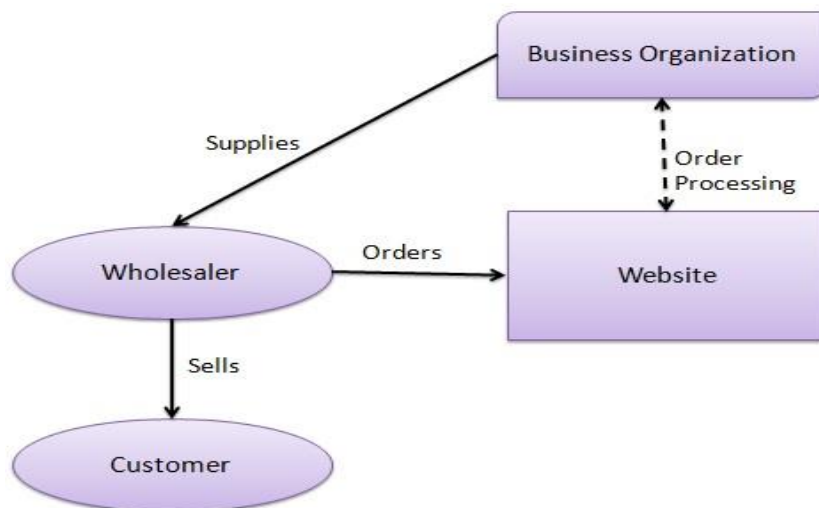 Business Organization
Supplies
Order
Processing
Wholesaler
Orders
Website
Sells
Customer